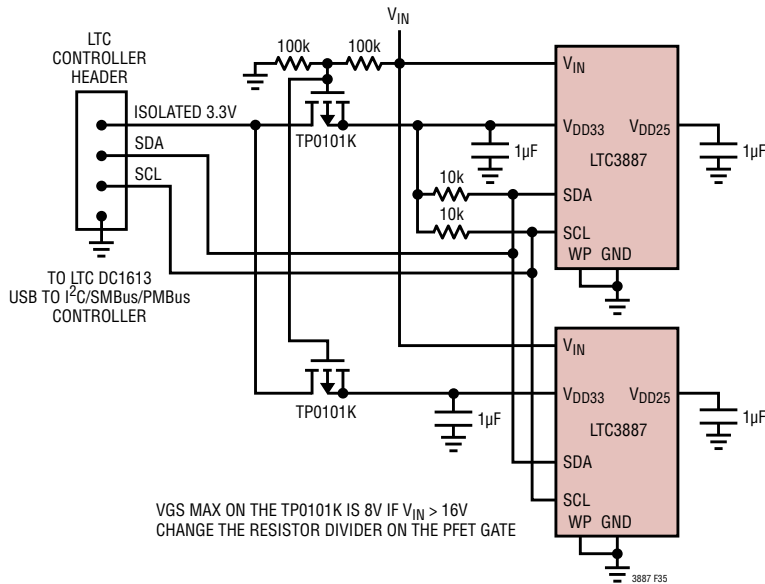 V_IN
LTC
CONTROLLER
HEADER
100k 100k
ISOLATED 3.3V
SDA
SCL
TP0101K
V_IN
V_DD33 V_DD25
1µF
1µF
LTC3887
10k
SDA
10k
SCL
WP GND
TO LTC DC1613
USB TO I²C/SMBus/PMBus
CONTROLLER
TP0101K
V_IN
V_DD33 V_DD25
1µF
1µF
LTC3887
SDA
SCL
WP GND
VGS MAX ON THE TP0101K IS 8V IF V_IN > 16V
CHANGE THE RESISTOR DIVIDER ON THE PFET GATE
3887 F35